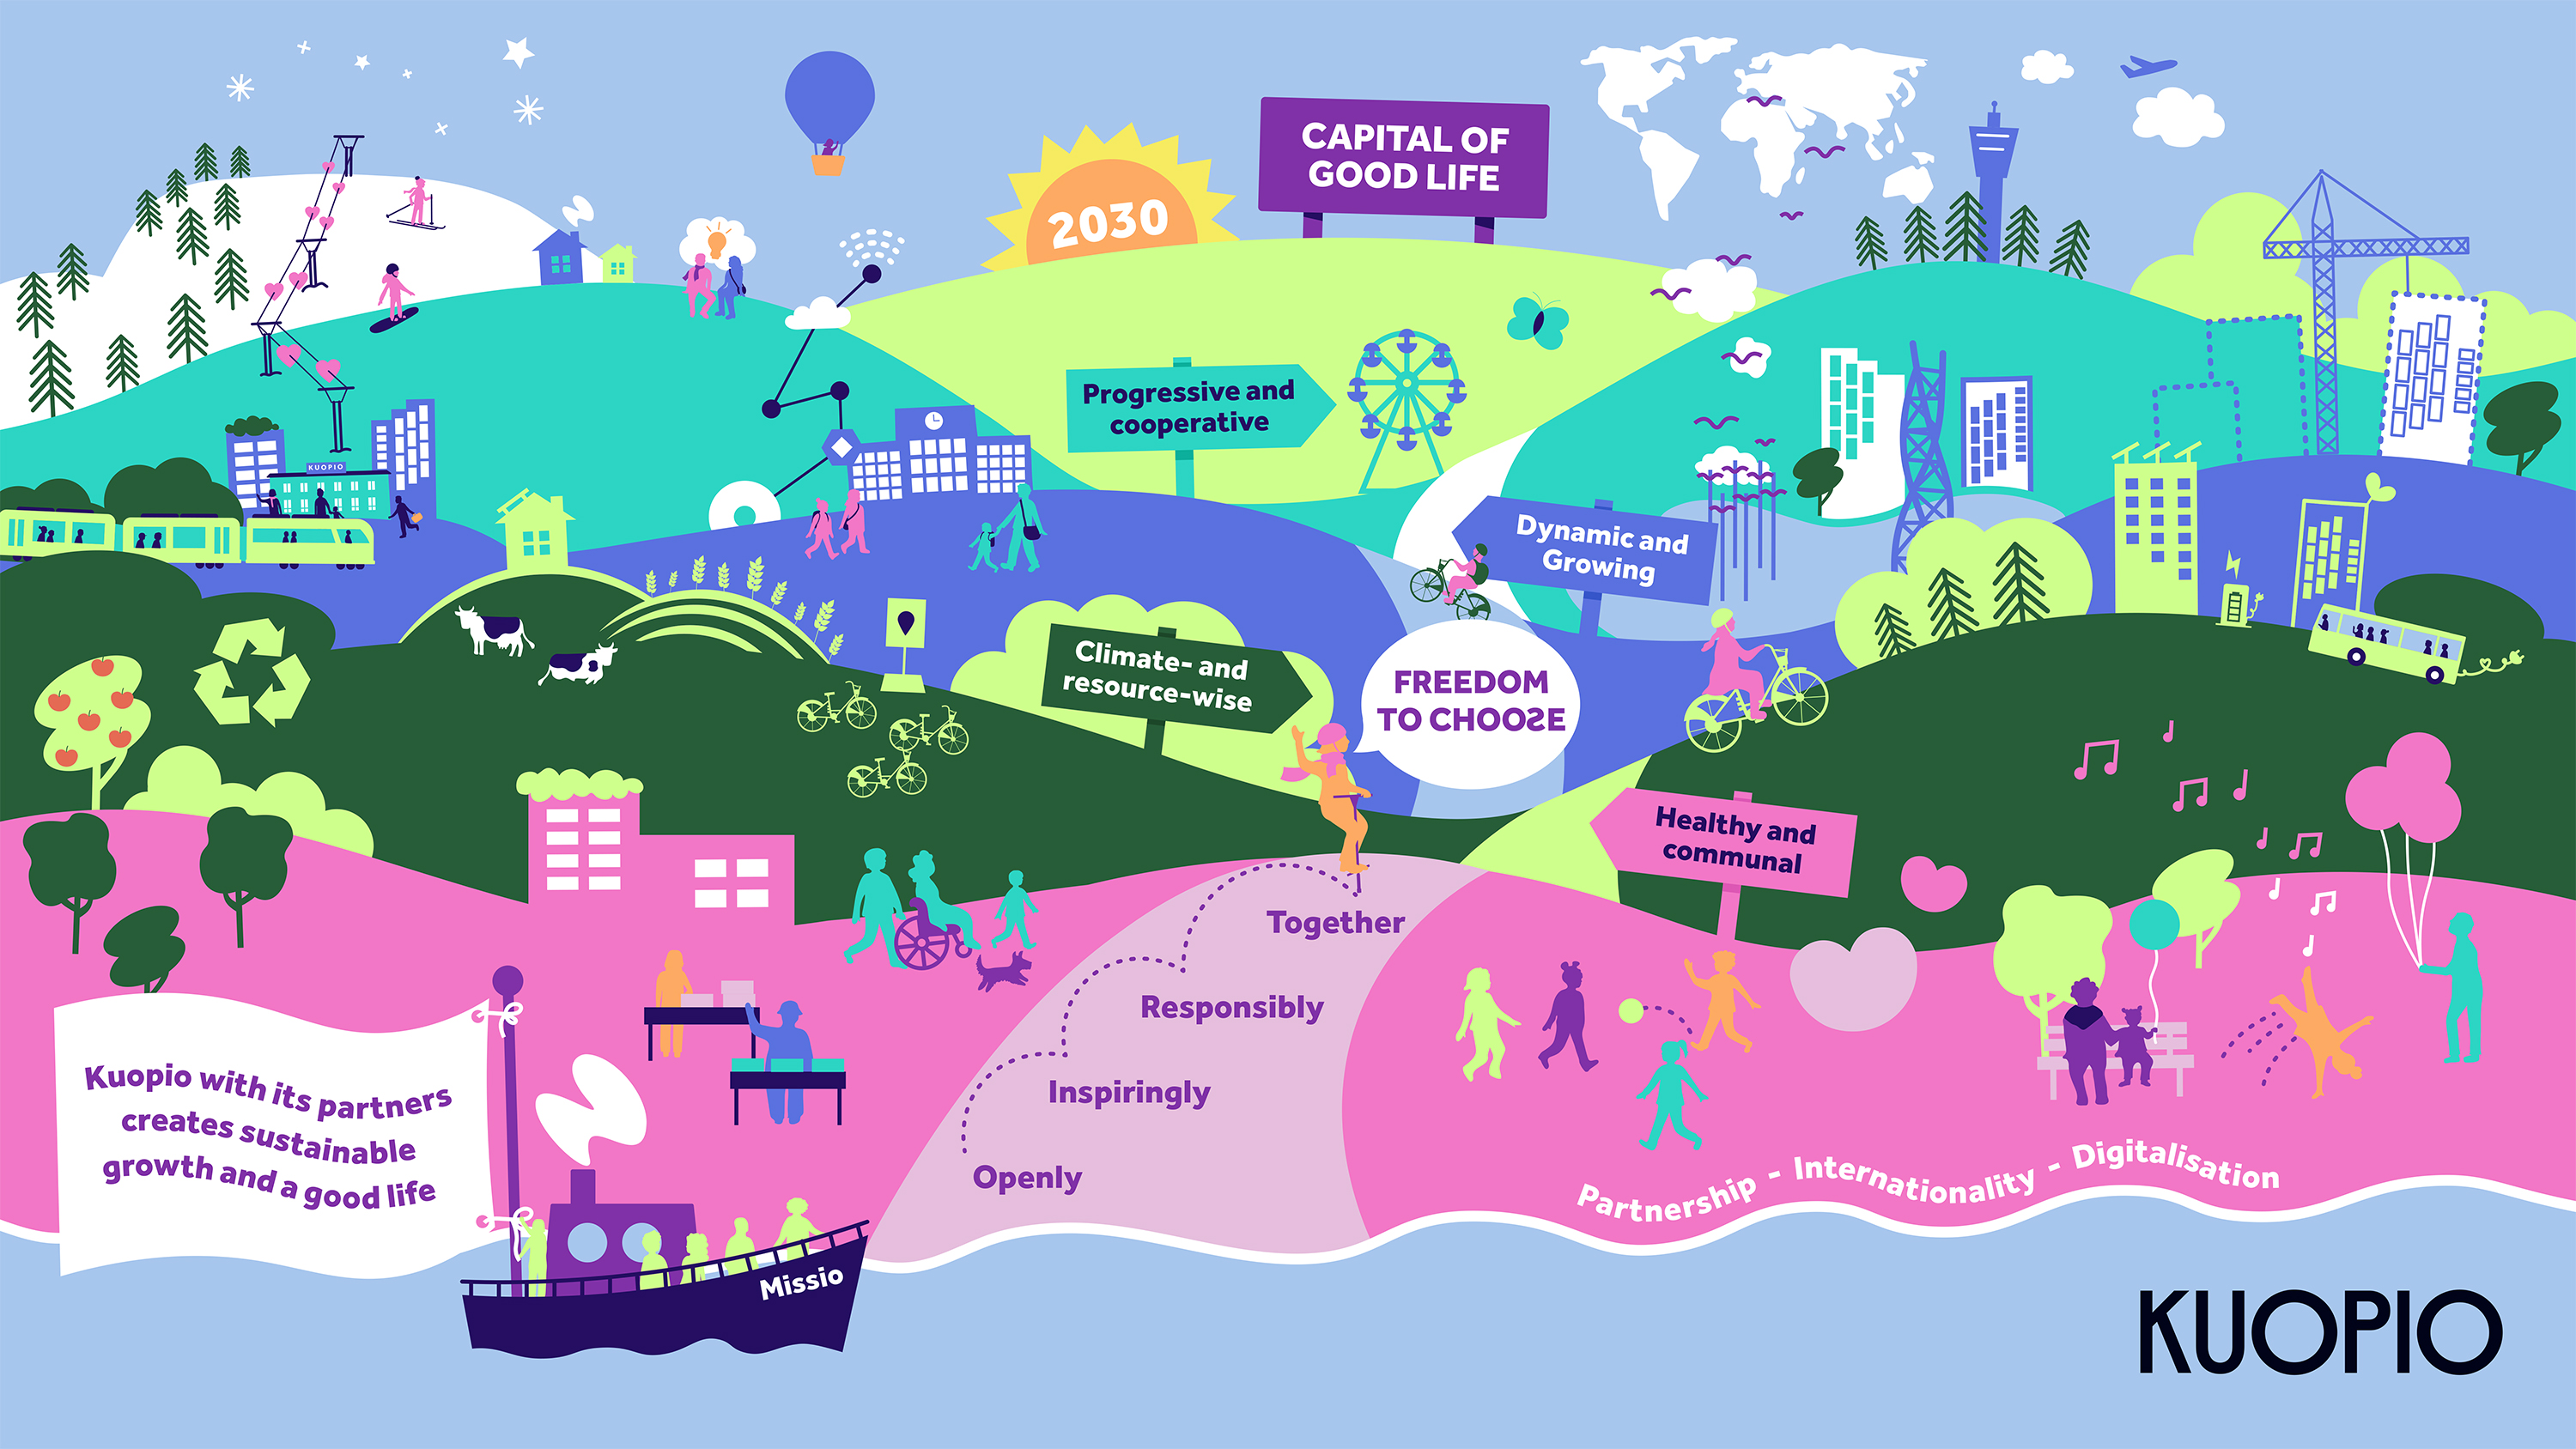 2030
CAPITAL OF
GOOD LIFE
Progressive and
cooperative
KUOPIO
Dynamic and
Growing
Climate- and
resource-wise
FREEDOM
TO CHOOSE
Healthy and
communal
Together
Responsibly
Inspiringly
Openly
Kuopio with its partners
creates sustainable
growth and a good life
Missio
Partnership - Internationality - Digitalisation
KUOPIO